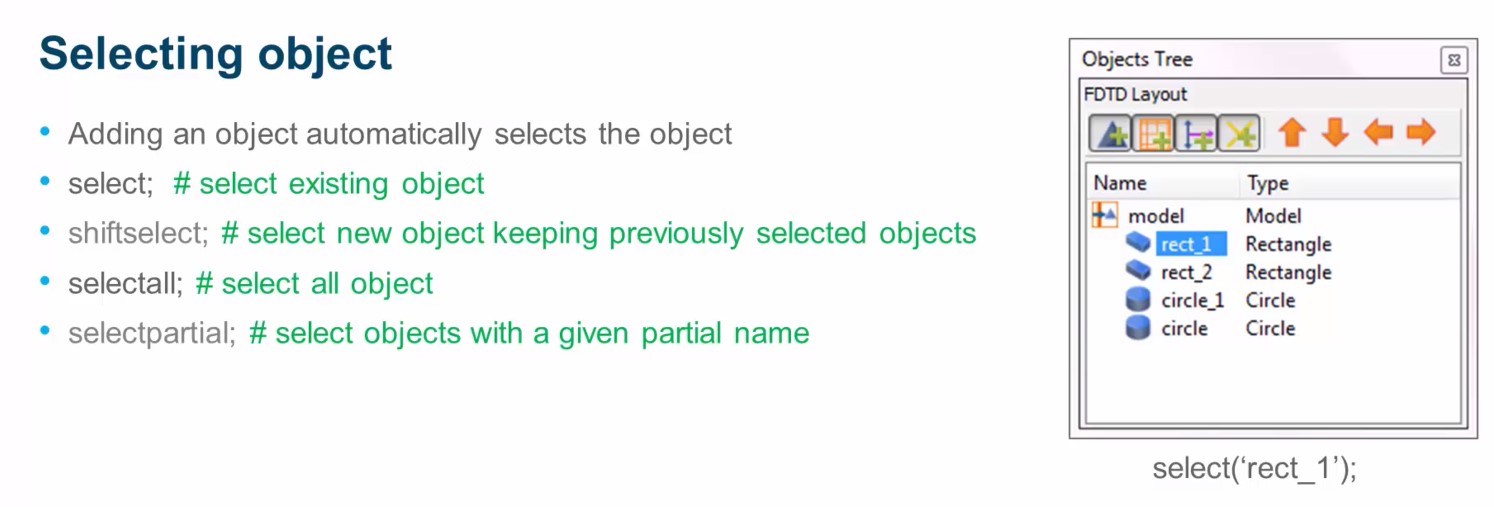 Selecting object
Adding an object automatically selects the object
select; # select existing object
shiftselect; # select new object keeping previously selected objects
selectall; # select all object
selectpartial; # select objects with a given partial name
Objects Tree
FDTD Layout
Name Type
model Model
rect_1 Rectangle
rect_2 Rectangle
circle_1 Circle
circle Circle
select(‘rect_1’);